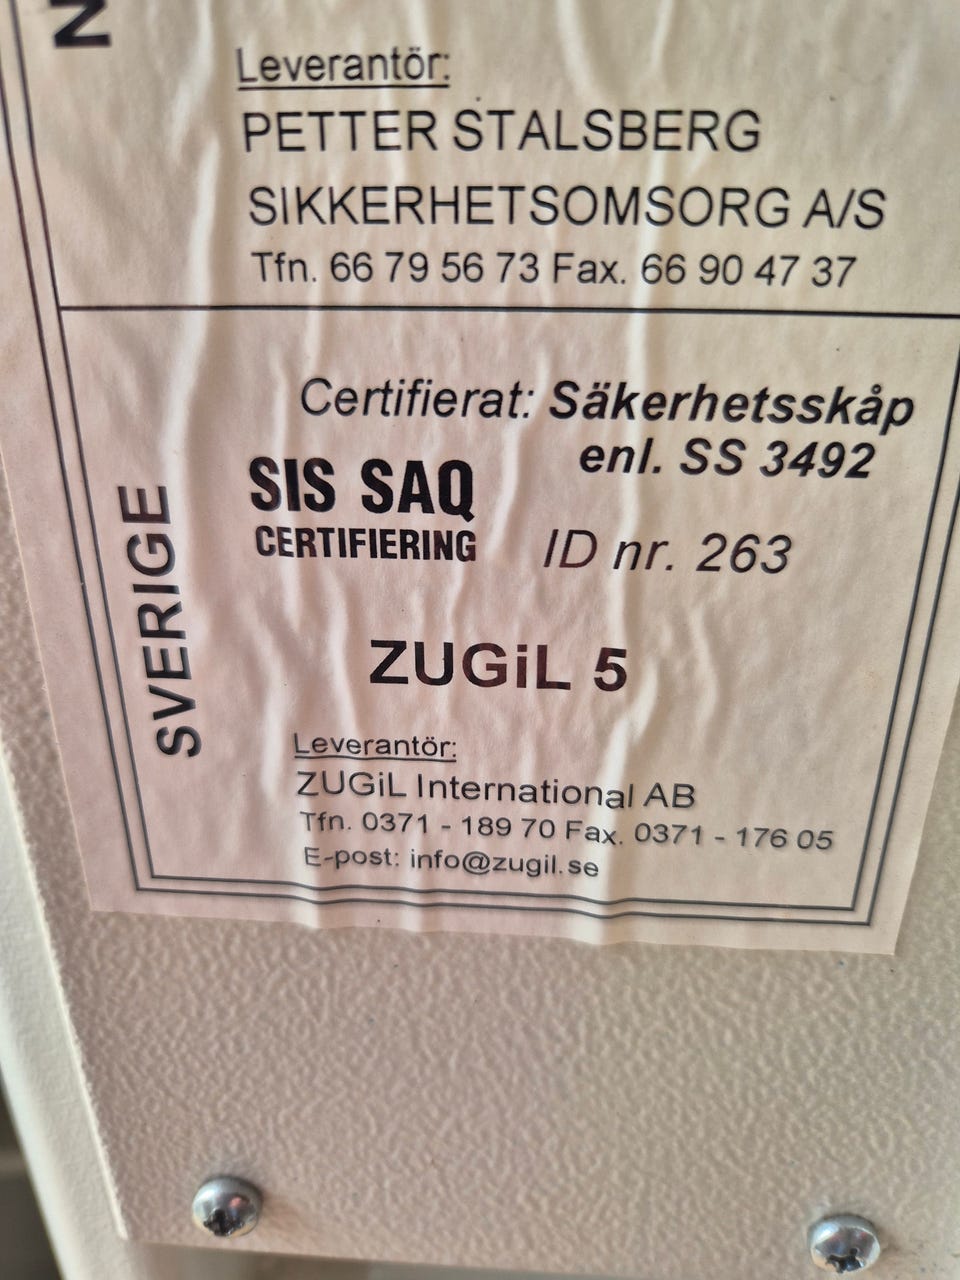 Leverantör:
PETTER STALSBERG
SIKKERHETSOMSORG A/S
Tfn. 66 79 56 73 Fax. 66 90 47 37
SVERIGE
Certifierat: Säkerhetsskåp
enl. SS 3492
SIS SAQ
CERTIFIERING
ID nr. 263
ZUGiL 5
Leverantör:
ZUGiL International AB
Tfn. 0371 - 189 70 Fax. 0371 - 176 05
E-post: info@zugil.se